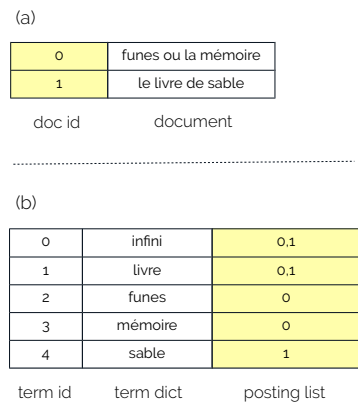 (a)
0 funes ou la mémoire
1 le livre de sable
doc id document
(b)
0 infini 0,1
1 livre 0,1
2 funes 0
3 mémoire 0
4 sable 1
term id term dict posting list